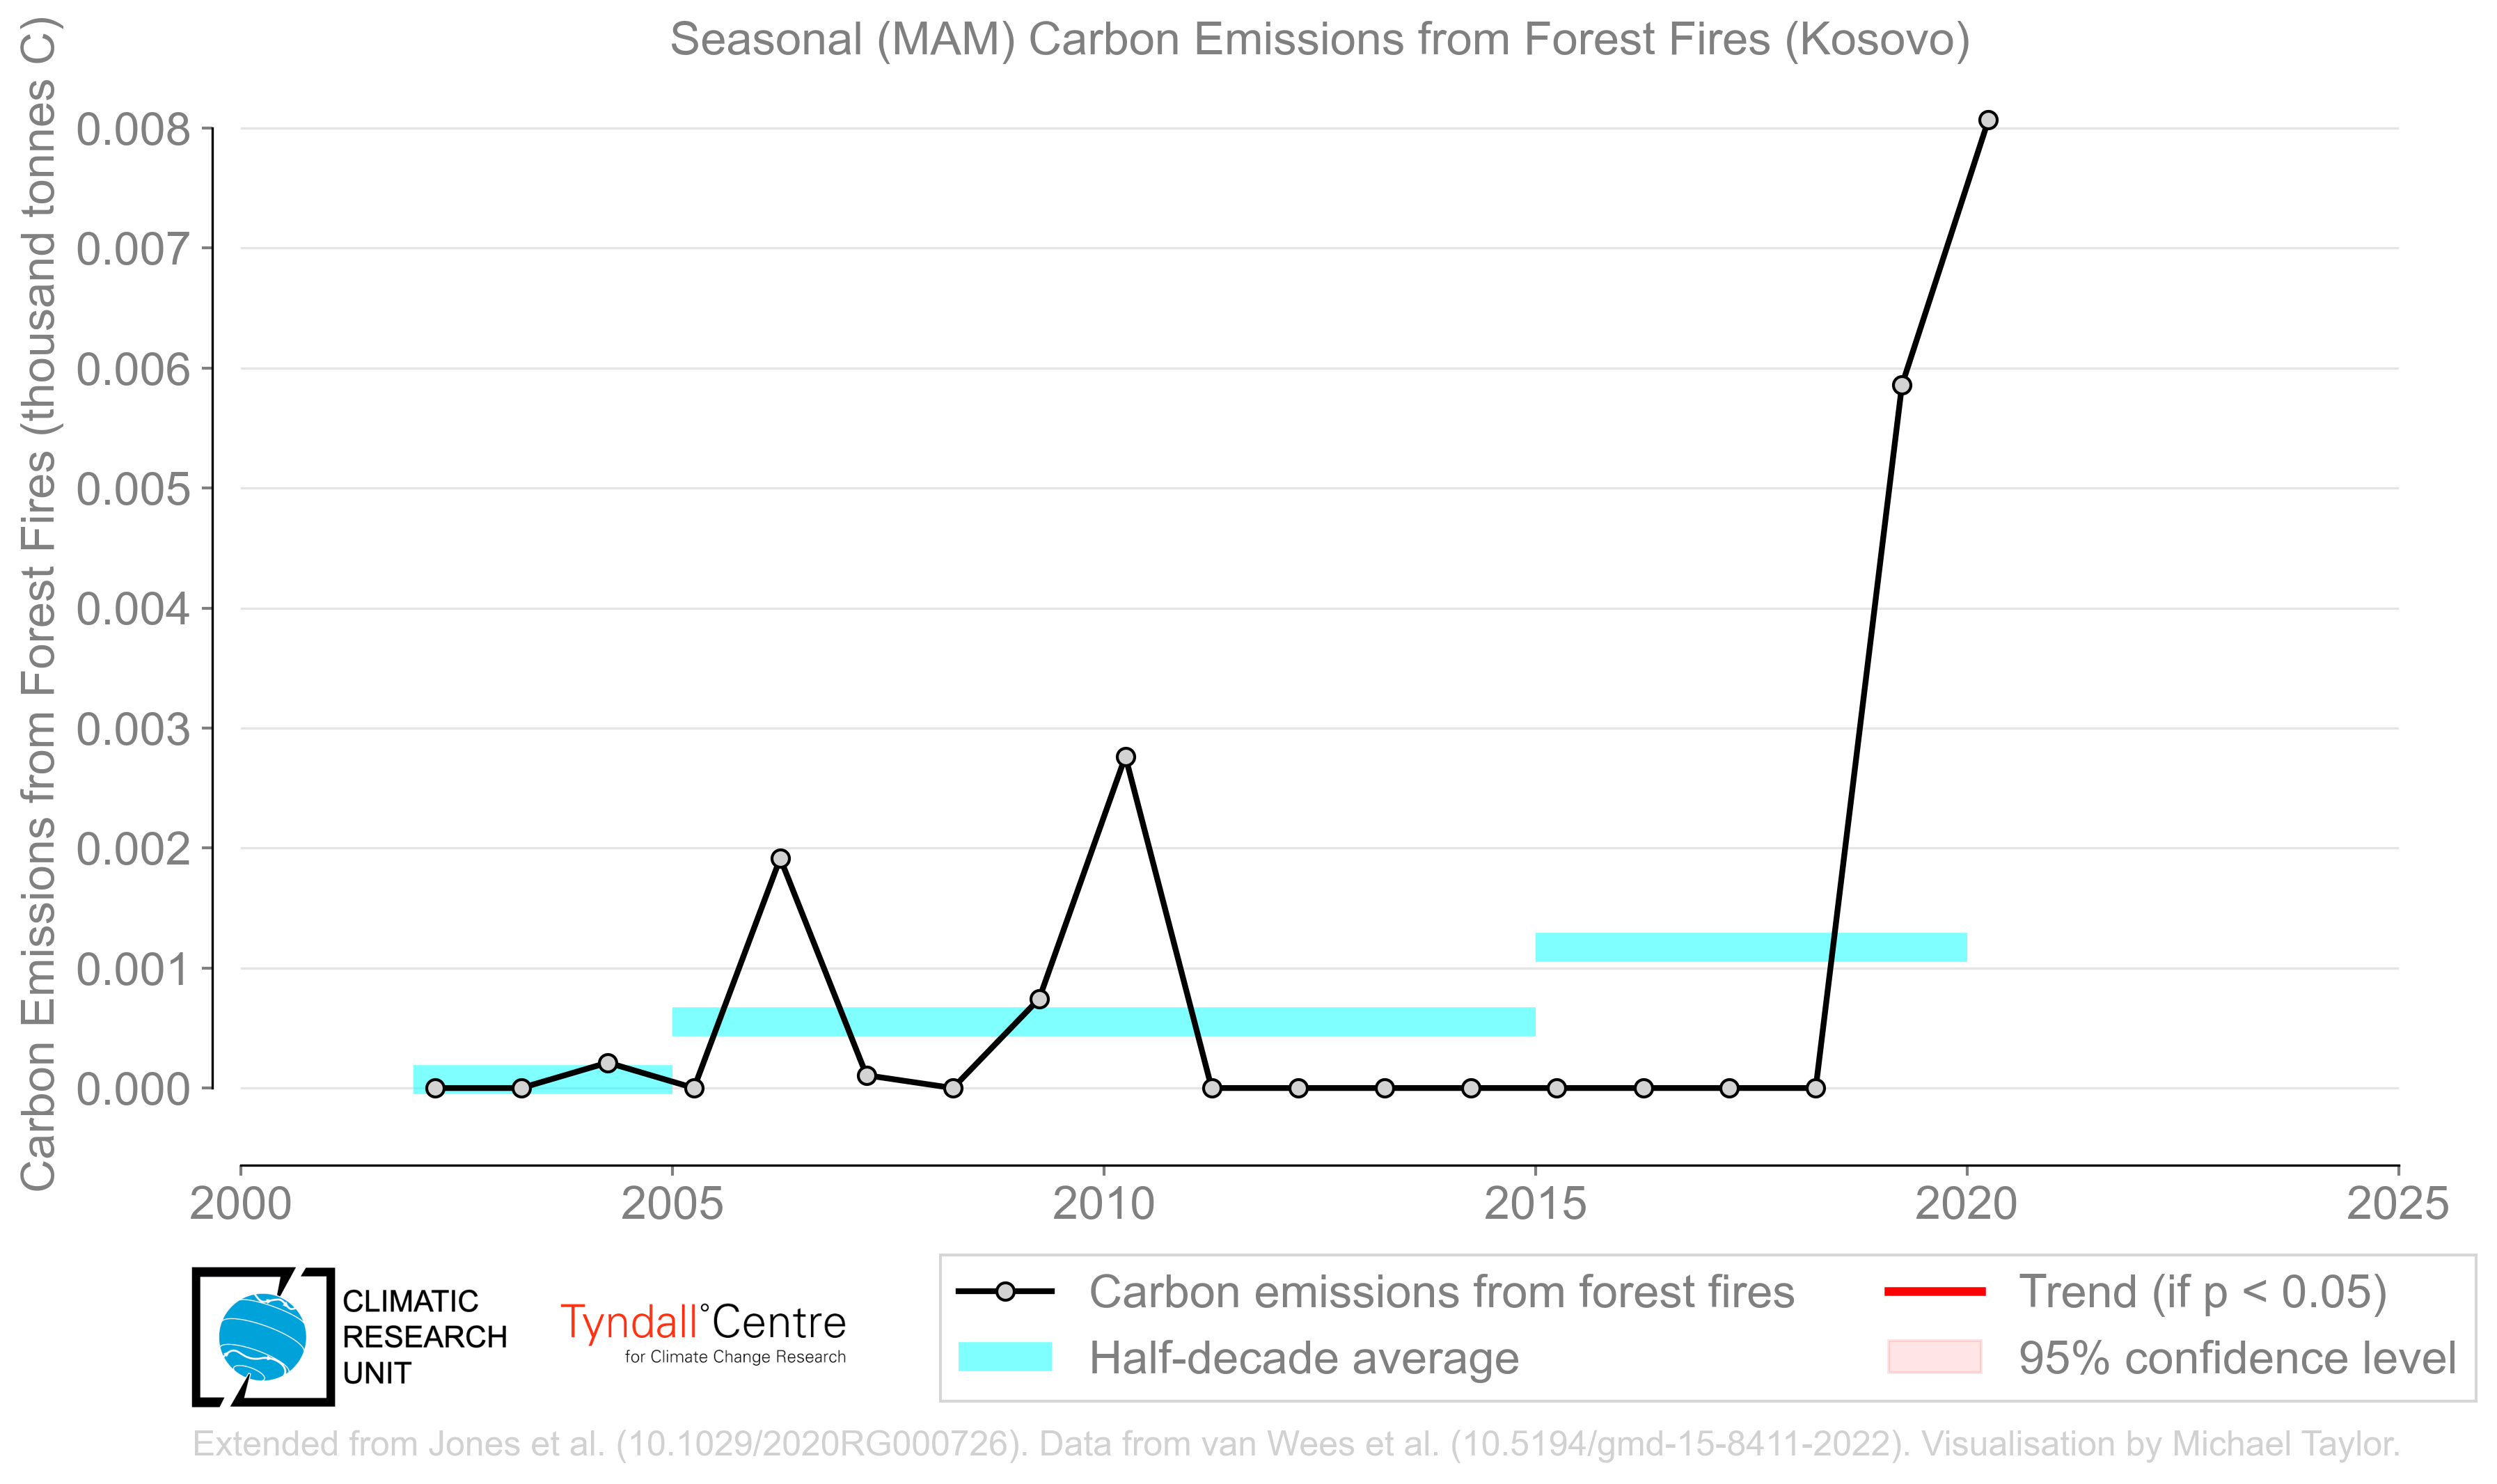 Seasonal (MAM) Carbon Emissions from Forest Fires (Kosovo)
Carbon Emissions from Forest Fires (thousand tonnes C)
0.008
0.007
0.006
0.005
0.004
0.003
0.002
0.001
0.000
2000 2005 2010 2015 2020 2025
CLIMATIC
RESEARCH
UNIT
Tyndall°Centre
for Climate Change Research
Carbon emissions from forest fires
Half-decade average
Trend (if p < 0.05)
95% confidence level
Extended from Jones et al. (10.1029/2020RG000726). Data from van Wees et al. (10.5194/gmd-15-8411-2022). Visualisation by Michael Taylor.